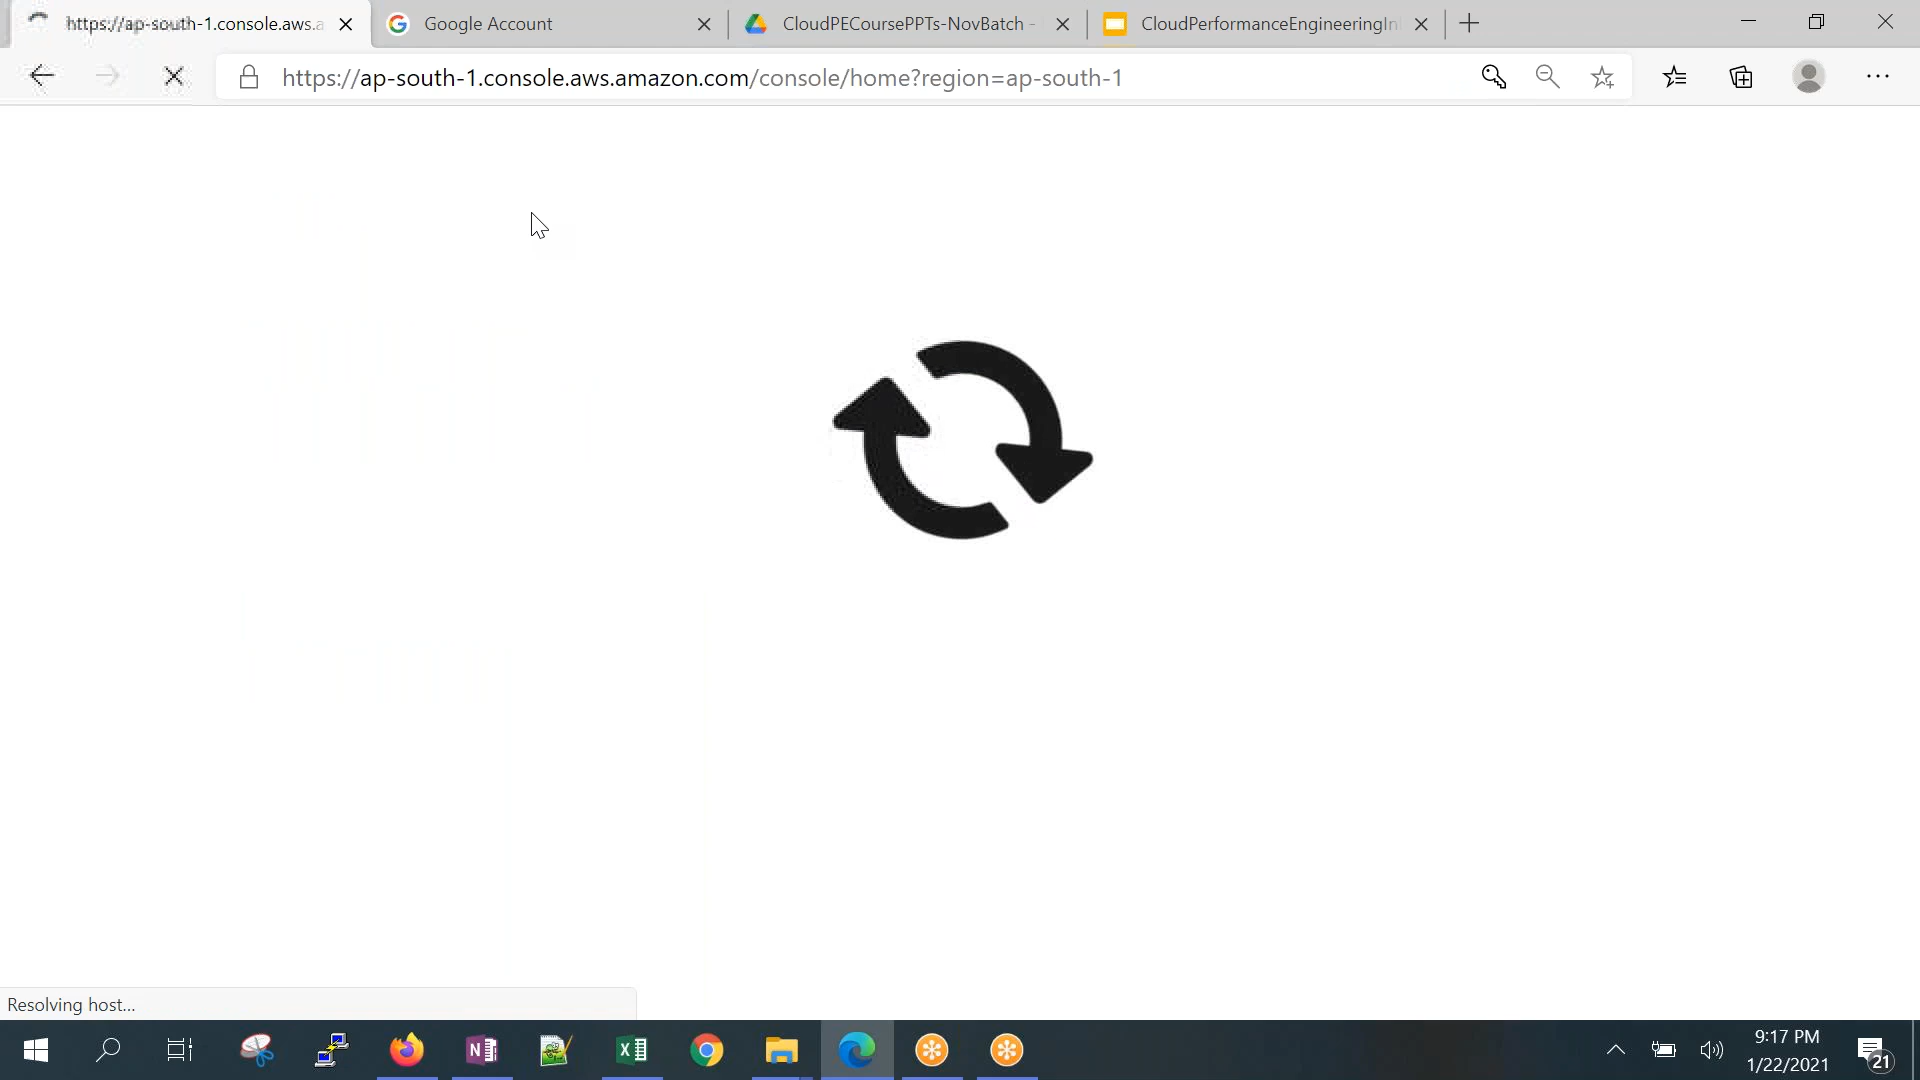 https://ap-south-1.console.aws.a
Google Account
CloudPECoursePPTs-NovBatch -
CloudPerformanceEngineeringIn
https://ap-south-1.console.aws.amazon.com/console/home?region=ap-south-1
Resolving host...
9:17 PM
1/22/2021
21